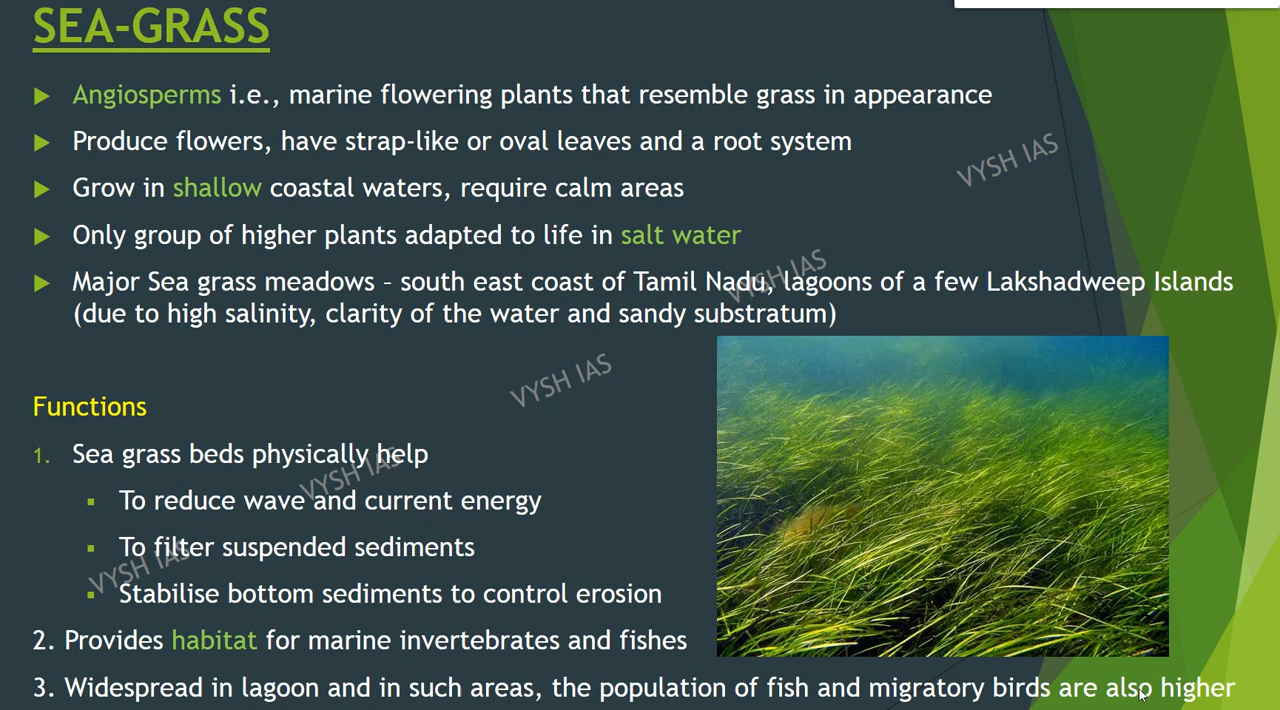 SEA-GRASS
Angiosperms i.e., marine flowering plants that resemble grass in appearance
Produce flowers, have strap-like or oval leaves and a root system
VYSH IAS
Grow in shallow coastal waters, require calm areas
Only group of higher plants adapted to life in salt water
VYSH IAS
Major Sea grass meadows – south east coast of Tamil Nadu, lagoons of a few Lakshadweep Islands
(due to high salinity, clarity of the water and sandy substratum)
VYSH IAS
Functions
1. Sea grass beds physically help
VYSH IAS
To reduce wave and current energy
To filter suspended sediments
VYSH IAS
Stabilise bottom sediments to control erosion
2. Provides habitat for marine invertebrates and fishes
3. Widespread in lagoon and in such areas, the population of fish and migratory birds are also higher